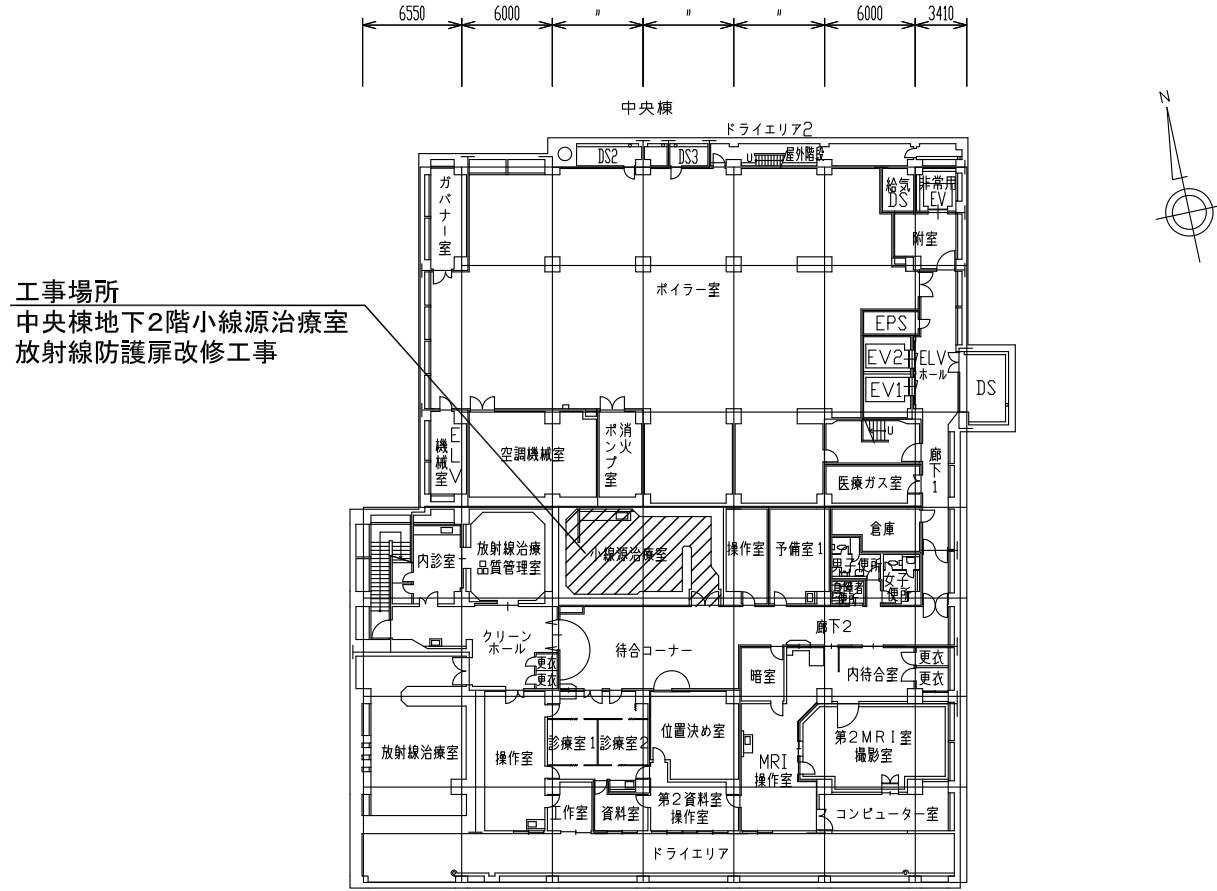 6550 6000 〃 〃 〃 6000 3410
中央棟
ドライエリア2
N
DS2
DS3
U
屋外階段
ガバナー室
給気
DS
非常用
EV
附室
工事場所
中央棟地下2階小線源治療室
放射線防護扉改修工事
ボイラー室
EPS
EV2
ELV
ホール
EV1
DS
ELV
機械室
空調機械室
消火
ポンプ室
U
廊下1
医療ガス室
倉庫
内診室
放射線治療
品質管理室
小線源治療室
操作室
予備室1
男子便所
女子
便所
便所
廊下2
クリーン
ホール
待合コーナー
更衣
更衣
暗室
内待合室
更衣
更衣
放射線治療室
操作室
診療室1
診療室2
位置決め室
MRI
操作室
第2MRI室
撮影室
工作室
資料室
第2資料室
操作室
コンピューター室
ドライエリア